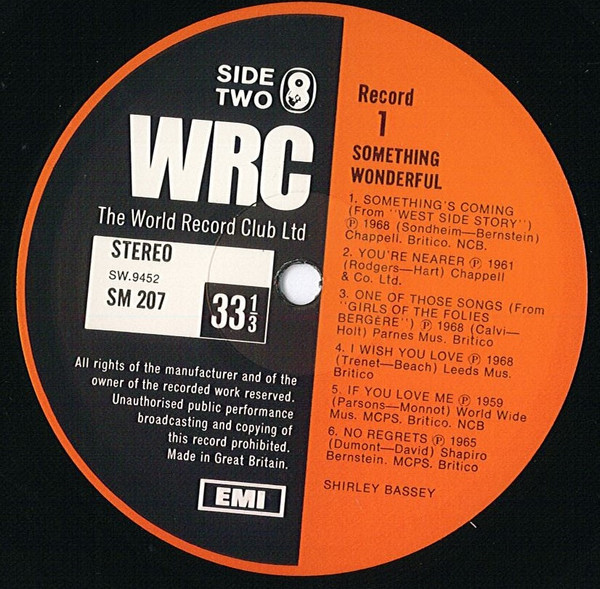 SIDE
TWO 8
WRC
The World Record Club Ltd
STEREO
SW.9452
SM 207
33 1/3
All rights of the manufacturer and of the
owner of the recorded work reserved.
Unauthorised public performance
broadcasting and copying of
this record prohibited.
Made in Great Britain.
EMI
Record
1
SOMETHING
WONDERFUL
1. SOMETHING'S COMING
(From "WEST SIDE STORY")
Ⓟ 1968 (Sondheim—Bernstein)
Chappell. Britico. NCB.
2. YOU'RE NEARER Ⓟ 1961
(Rodgers—Hart) Chappell
& Co. Ltd.
3. ONE OF THOSE SONGS (From
"GIRLS OF THE FOLIES
BERGÈRE") Ⓟ 1968 (Calvi—
Holt) Parnes Mus. Britico
4. I WISH YOU LOVE Ⓟ 1968
(Trenet—Beach) Leeds Mus.
Britico
5. IF YOU LOVE ME Ⓟ 1959
(Parsons—Monnot) World Wide
Mus. MCPS. Britico. NCB
6. NO REGRETS Ⓟ 1965
(Dumont—David) Shapiro
Bernstein. MCPS. Britico
SHIRLEY BASSEY